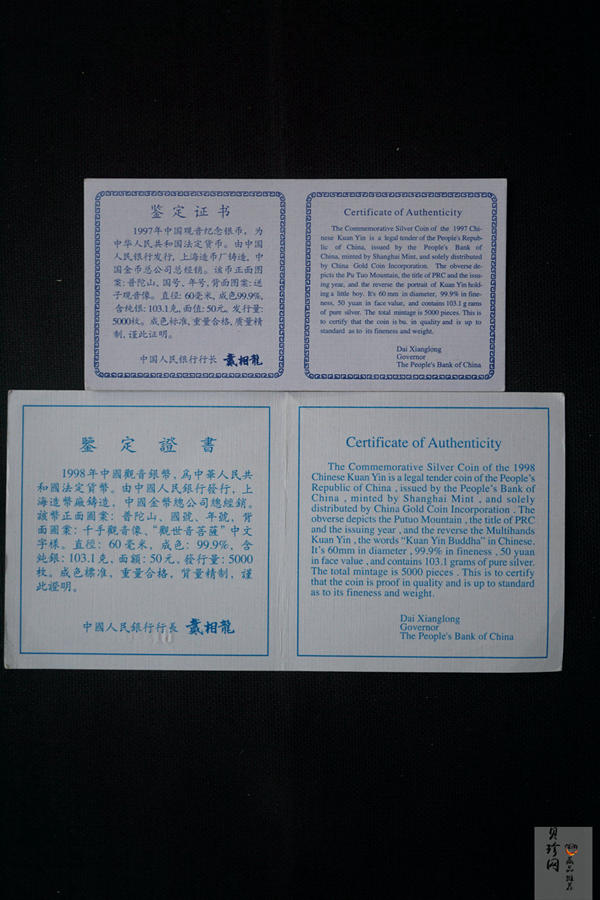 鉴定证书
1997年中国观音纪念银币，为
中华人民共和国法定货币。由中国
人民银行发行，上海造币厂铸造，中
国金币总公司总经销。该币正面图
案：普陀山、国号、年号，背面图案：送
子观音像。直径：60毫米，成色99.9%，
含纯银：103.1克，面值：50元，发行量：
5000枚。成色标准，重量合格，质量精
制，谨此证明。
中国人民银行行长 戴相龙
Certificate of Authenticity
The Commemorative Silver Coin of the 1997 Chi-
nese Kuan Yin is a legal tender of the People's Repub-
lic of China, issued by the People's Bank of
China, minted by Shanghai Mint, and solely distributed
by China Gold Coin Incorporation. The obverse de-
picts the Pu Tuo Mountain, the title of PRC and the issu-
ing year, and the reverse the portrait of Kuan Yin hold-
ing a little boy. It's 60 mm in diameter, 99.9% in fine-
ness, 50 yuan in face value, and contains 103.1 grams
of pure silver. The total mintage is 5000 pieces. This is
to certify that the coin is bu. in quality and is up to
standard as to its fineness and weight.
Dai Xianglong
Governor
The People's Bank of China
鑒定證書
1998年中國觀音銀幣，爲中華人民共
和國法定貨幣。由中國人民銀行發行，上
海造幣廠鑄造，中國金幣總公司總經銷。
該幣正面圖案：普陀山、國號、年號，背
面圖案：千手觀音像、“觀世音菩薩”中文
字樣。直徑：60毫米，成色：99.9%，含
純銀：103.1克，面額：50元，發行量：5000
枚。成色標准，重量合格，質量精制，謹
此證明。
中國人民銀行行長 戴相龍
Certificate of Authenticity
The Commemorative Silver Coin of the 1998
Chinese Kuan Yin is a legal tender coin of the People's
Republic of China , issued by the People's Bank of
China , minted by Shanghai Mint , and solely
distributed by China Gold Coin Incorporation . The
obverse depicts the Putuo Mountain , the title of PRC
and the issuing year , and the reverse the Multihands
Kuan Yin , the words “Kuan Yin Buddha” in Chinese.
It's 60mm in diameter , 99.9% in fineness , 50 yuan
in face value , and contains 103.1 grams of pure silver.
The total mintage is 5000 pieces . This is to certify
that the coin is proof in quality and is up to standard
as to its fineness and weight.
Dai Xianglong
Governor
The People's Bank of China
贝珍网
藏品推荐